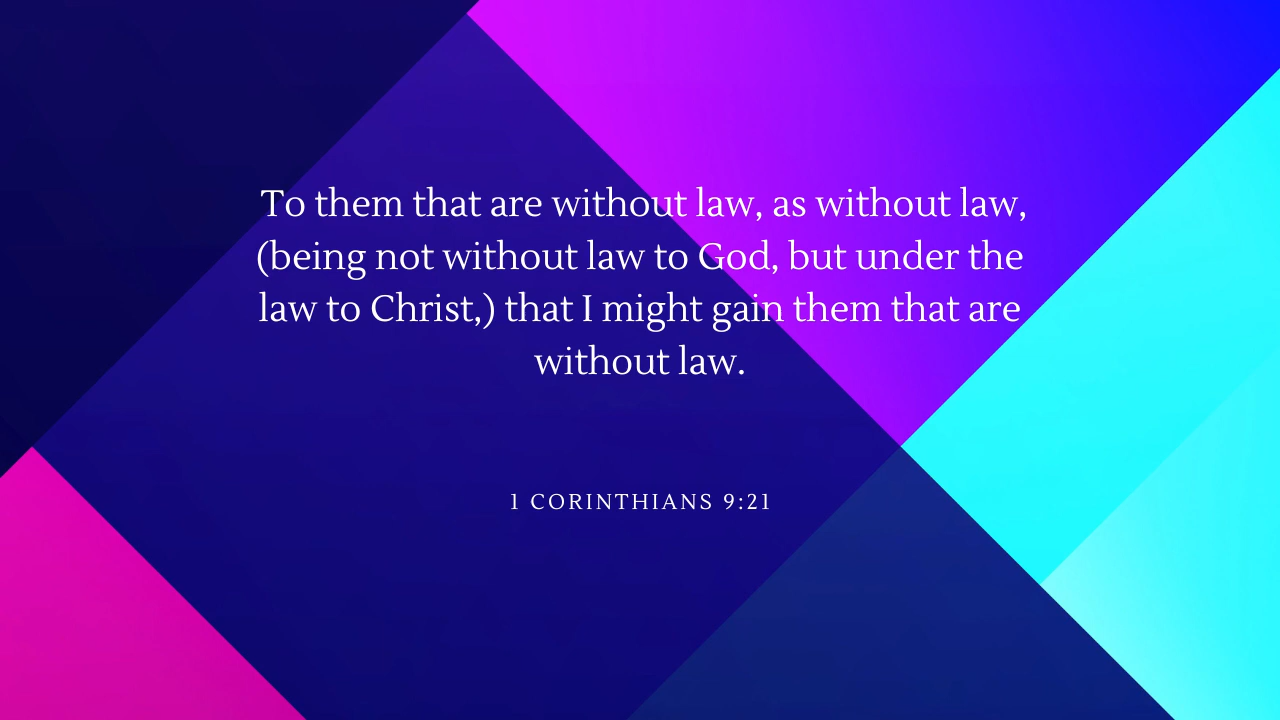 To them that are without law, as without law,
(being not without law to God, but under the
law to Christ,) that I might gain them that are
without law.
1 CORINTHIANS 9:21